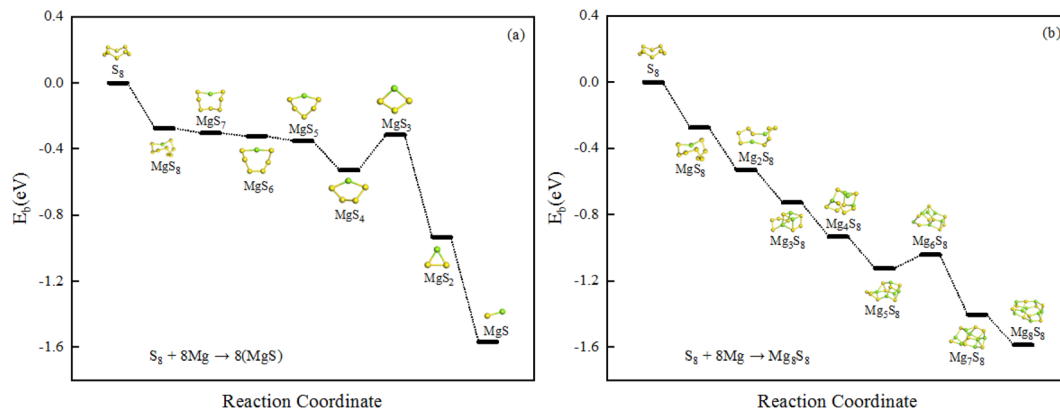 (a)
E_b(eV)
0.4
0.0
-0.4
-0.8
-1.2
-1.6
S₈
MgS₈
MgS₇
MgS₆
MgS₅
MgS₄
MgS₃
MgS₂
MgS
S₈ + 8Mg → 8(MgS)
Reaction Coordinate
(b)
E_b(eV)
0.4
0.0
-0.4
-0.8
-1.2
-1.6
S₈
MgS₈
Mg₂S₈
Mg₃S₈
Mg₄S₈
Mg₅S₈
Mg₆S₈
Mg₇S₈
Mg₈S₈
S₈ + 8Mg → Mg₈S₈
Reaction Coordinate